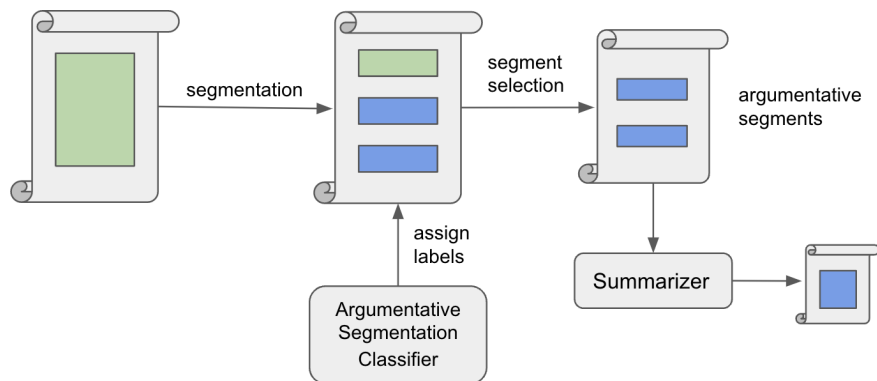 segmentation
segment
selection
argumentative
segments
assign
labels
Argumentative
Segmentation
Classifier
Summarizer